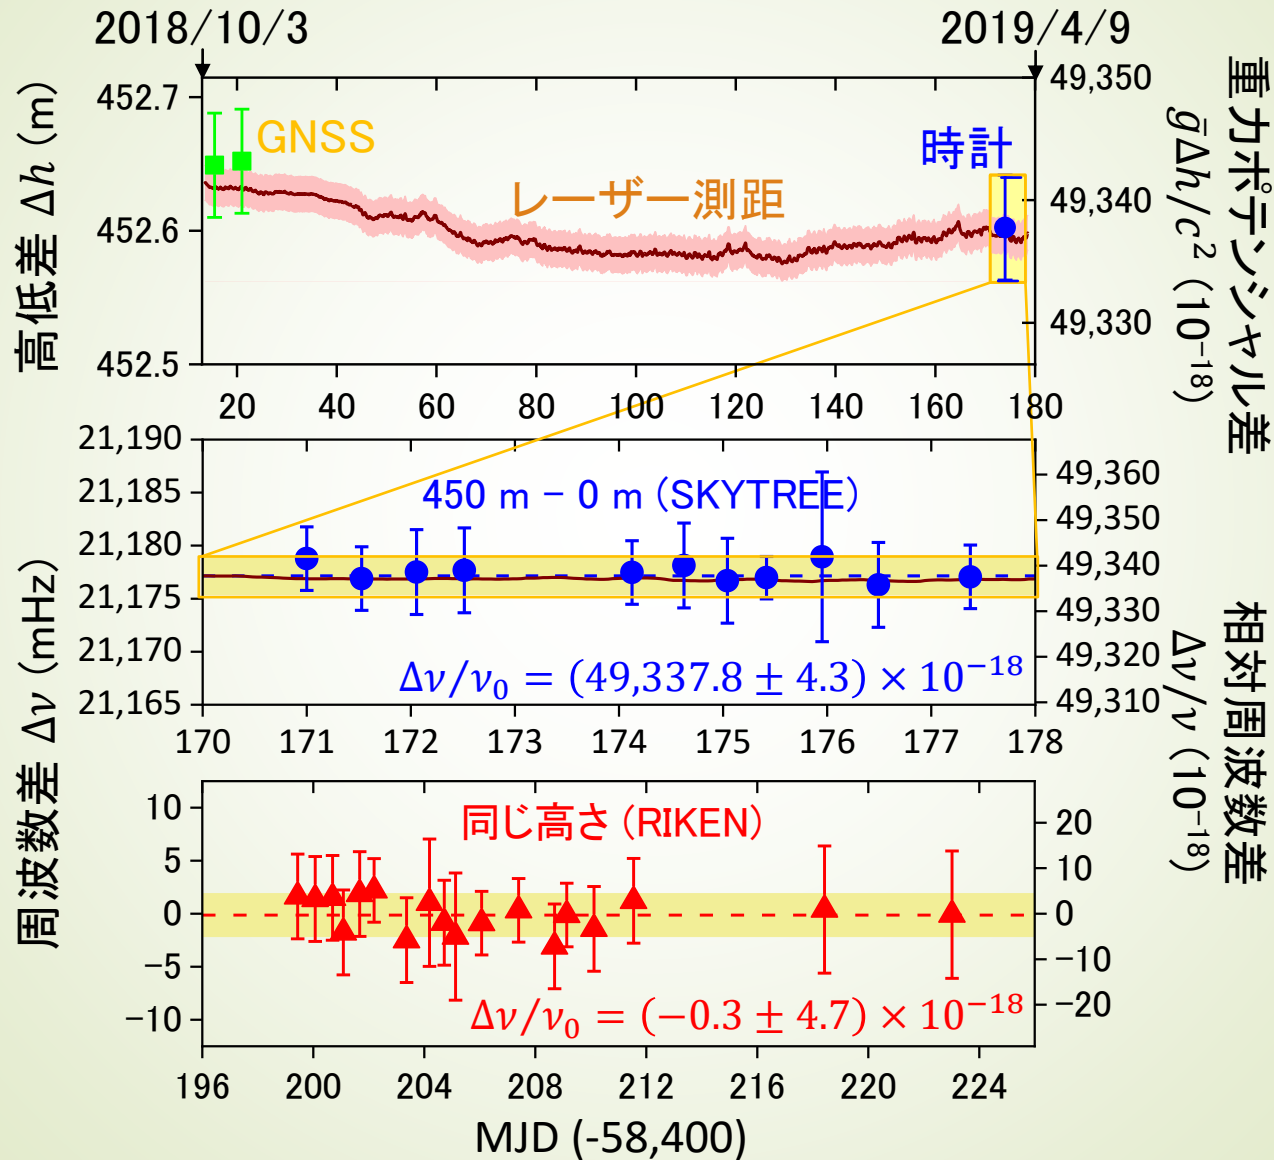 2018/10/3
2019/4/9
高低差 Δh (m)
452.7
452.6
452.5
GNSS
レーザー測距
時計
49,350
49,340
49,330
重力ポテンシャル差
ḡΔh/c² (10⁻¹⁸)
20 40 60 80 100 120 140 160 180
周波数差 Δν (mHz)
21,190
21,185
21,180
21,175
21,170
21,165
450 m − 0 m (SKYTREE)
Δν/ν₀ = (49,337.8 ± 4.3) × 10⁻¹⁸
49,360
49,350
49,340
49,330
49,320
49,310
相対周波数差
Δν/ν (10⁻¹⁸)
170 171 172 173 174 175 176 177 178
10
5
0
−5
−10
同じ高さ (RIKEN)
Δν/ν₀ = (−0.3 ± 4.7) × 10⁻¹⁸
20
10
0
−10
−20
196 200 204 208 212 216 220 224
MJD (-58,400)